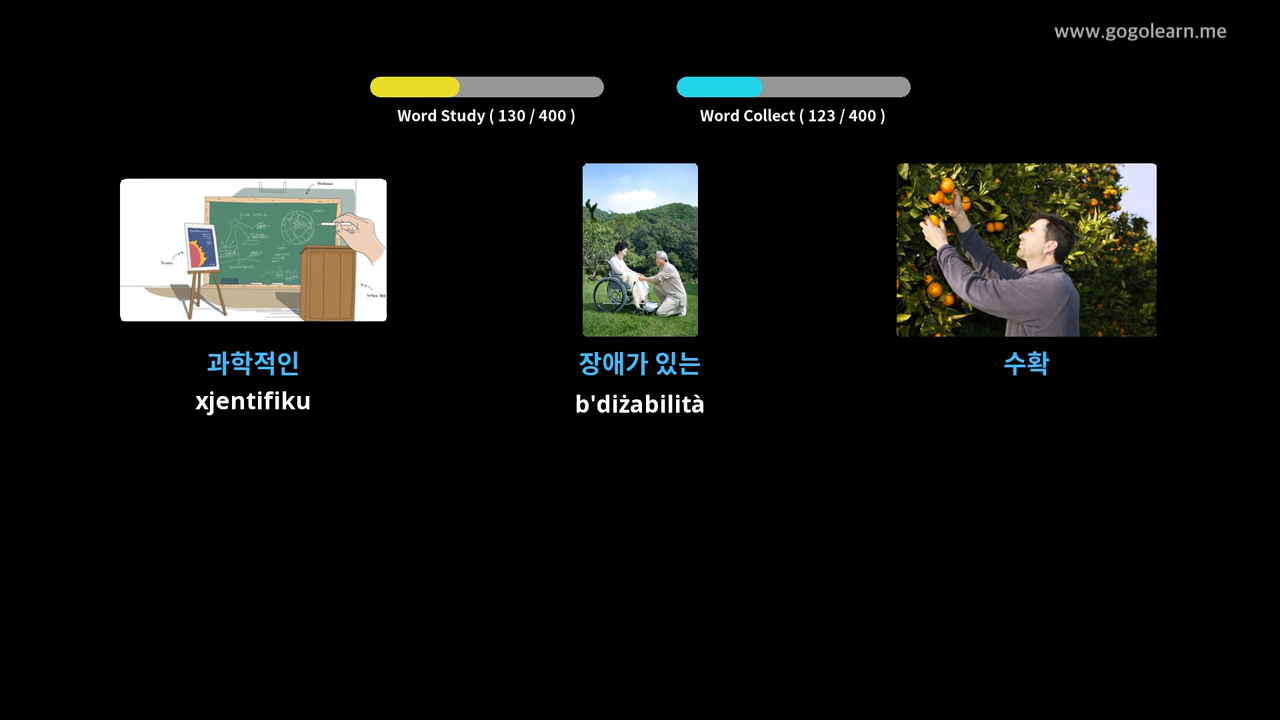 www.gogolearn.me
Word Study ( 130 / 400 )
Word Collect ( 123 / 400 )
과학적인
장애가 있는
수확
xjentifiku
b'diżabilità